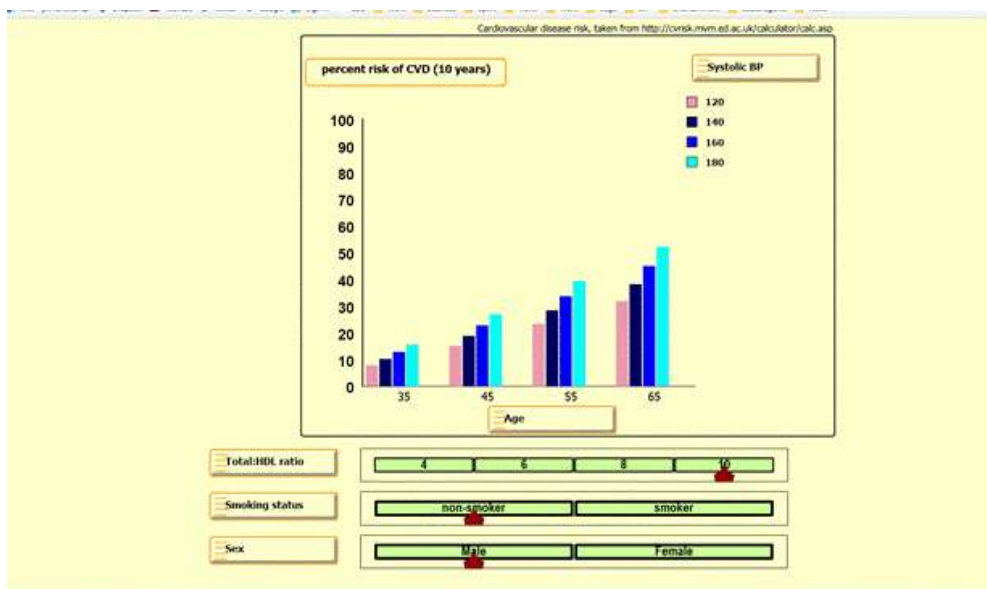 Cardiovascular disease risk, taken from http://cvrisk.mvm.ed.ac.uk/calculator/calc.asp
percent risk of CVD (10 years)
Systolic BP
120
140
160
180
100
90
80
70
60
50
40
30
20
10
0
35 45 55 65
Age
Total:HDL ratio
4 6 8 10
Smoking status
non-smoker smoker
Sex
Male Female